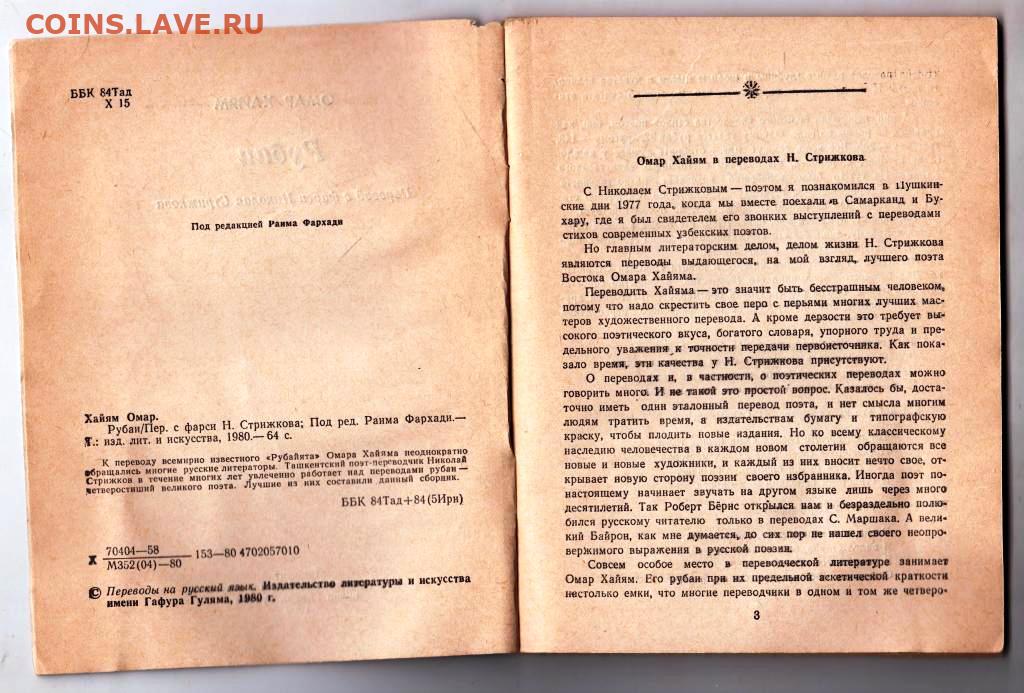 COINS.LAVE.RU
ББК 84Тад
Х 15
Под редакцией Раима Фархади
Хайям Омар.
Рубаи/Пер. с фарси Н. Стрижкова; Под ред. Раима Фархади.—
Т.: изд. лит. и искусства, 1980.— 64 с.
К переводу всемирно известного «Рубайята» Омара Хайяма неоднократно
обращались многие русские литераторы. Ташкентский поэт-переводчик Николай
Стрижков в течение многих лет увлеченно работает над переводами рубаи —
четверостиший великого поэта. Лучшие из них составили данный сборник.
ББК 84Тад+84(5Ирн)
Х 70404—58
М352(04)—80
153—80 4702057010
© Переводы на русский язык. Издательство литературы и искусства
имени Гафура Гуляма, 1980 г.
Омар Хайям в переводах Н. Стрижкова
С Николаем Стрижковым — поэтом я познакомился в Пушкин-
ские дни 1977 года, когда мы вместе поехали в Самарканд и Бу-
хару, где я был свидетелем его звонких выступлений с переводами
стихов современных узбекских поэтов.
Но главным литераторским делом, делом жизни Н. Стрижкова
являются переводы выдающегося, на мой взгляд, лучшего поэта
Востока Омара Хайяма.
Переводить Хайяма — это значит быть бесстрашным человеком,
потому что надо скрестить свое перо с перьями многих лучших мас-
теров художественного перевода. А кроме дерзости это требует вы-
сокого поэтического вкуса, богатого словаря, упорного труда и пре-
дельного уважения к точности передачи первоисточника. Как пока-
зало время, эти качества у Н. Стрижкова присутствуют.
О переводах и, в частности, о поэтических переводах можно
говорить много. И не такой это простой вопрос. Казалось бы, доста-
точно иметь один эталонный перевод поэта, и нет смысла многим
людям тратить время, а издательствам бумагу и типографскую
краску, чтобы плодить новые издания. Но ко всему классическому
наследию человечества в каждом новом столетии обращаются все
новые и новые художники, и каждый из них вносит нечто свое, от-
крывает новую сторону поэзии своего избранника. Иногда поэт по-
настоящему начинает звучать на другом языке лишь через много
десятилетий. Так Роберт Бёрнс открылся нам и безраздельно полю-
бился русскому читателю только в переводах С. Маршака. А вели-
кий Байрон, как мне думается, до сих пор не нашел своего неопро-
вержимого выражения в русской поэзии.
Совсем особое место в переводческой литературе занимает
Омар Хайям. Его рубаи при их предельной аскетической краткости
настолько емки, что многие переводчики в одном и том же четверо-
3